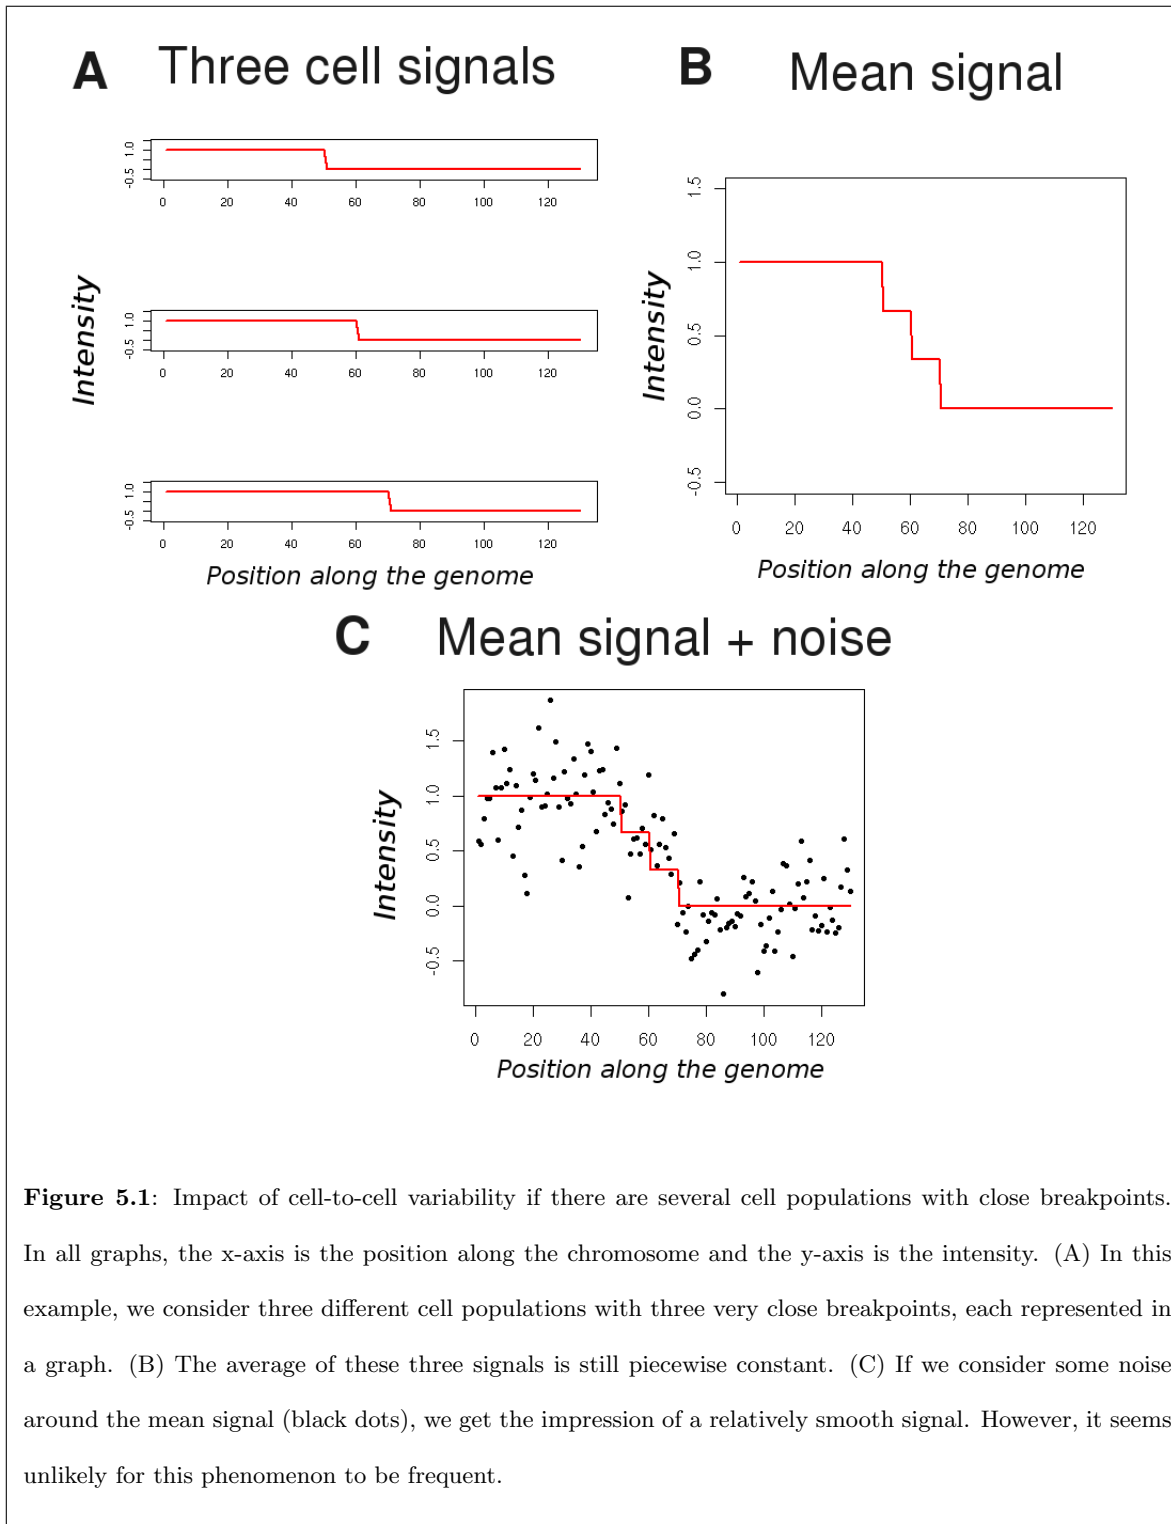 A Three cell signals
1.0
-0.5
0 20 40 60 80 100 120
1.0
-0.5
0 20 40 60 80 100 120
Intensity
1.0
-0.5
0 20 40 60 80 100 120
Position along the genome
B Mean signal
1.5
1.0
0.5
0.0
-0.5
Intensity
0 20 40 60 80 100 120
Position along the genome
C Mean signal + noise
1.5
1.0
0.5
0.0
-0.5
Intensity
0 20 40 60 80 100 120
Position along the genome
Figure 5.1: Impact of cell-to-cell variability if there are several cell populations with close breakpoints.
In all graphs, the x-axis is the position along the chromosome and the y-axis is the intensity. (A) In this
example, we consider three different cell populations with three very close breakpoints, each represented in
a graph. (B) The average of these three signals is still piecewise constant. (C) If we consider some noise
around the mean signal (black dots), we get the impression of a relatively smooth signal. However, it seems
unlikely for this phenomenon to be frequent.